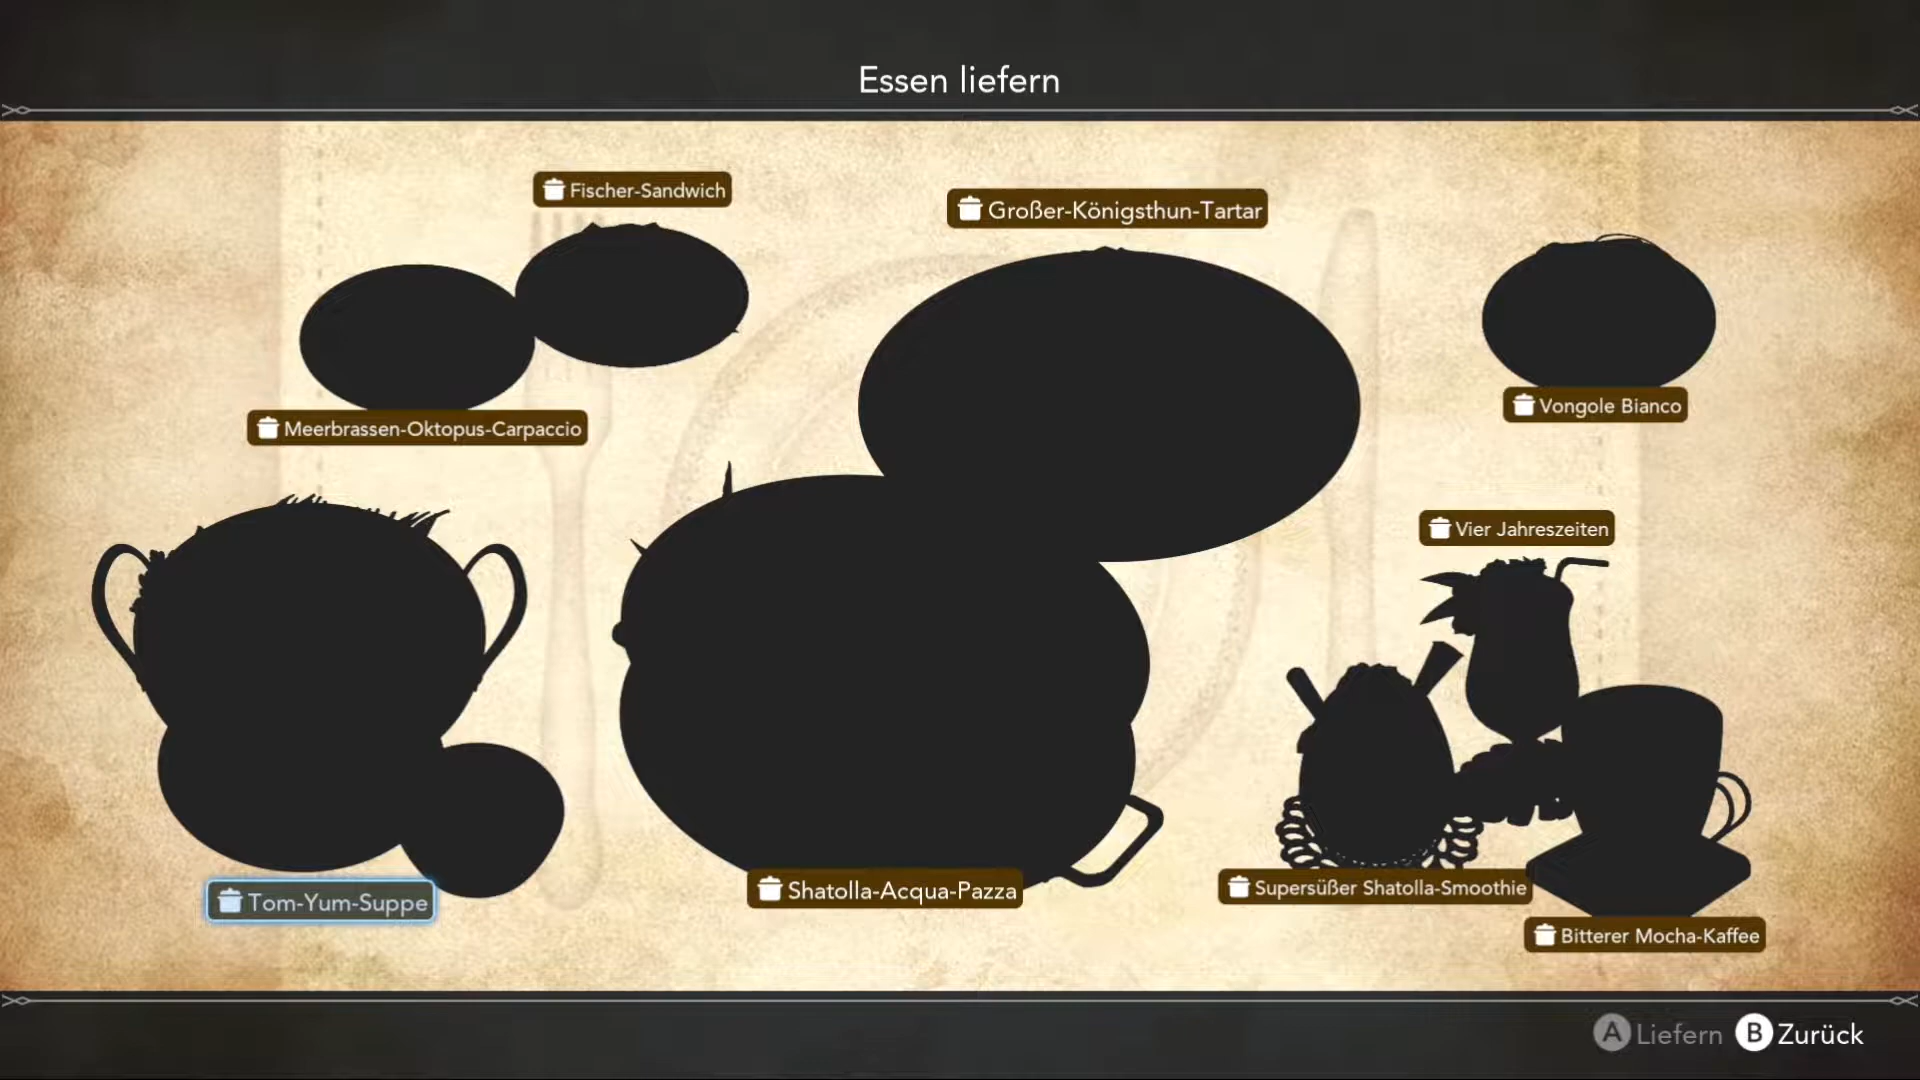 Essen liefern
Fischer-Sandwich
Großer-Königsthun-Tartar
Vongole Bianco
Meerbrassen-Oktopus-Carpaccio
Vier Jahreszeiten
Tom-Yum-Suppe
Shatolla-Acqua-Pazza
Supersüßer Shatolla-Smoothie
Bitterer Mocha-Kaffee
A Liefern B Zurück